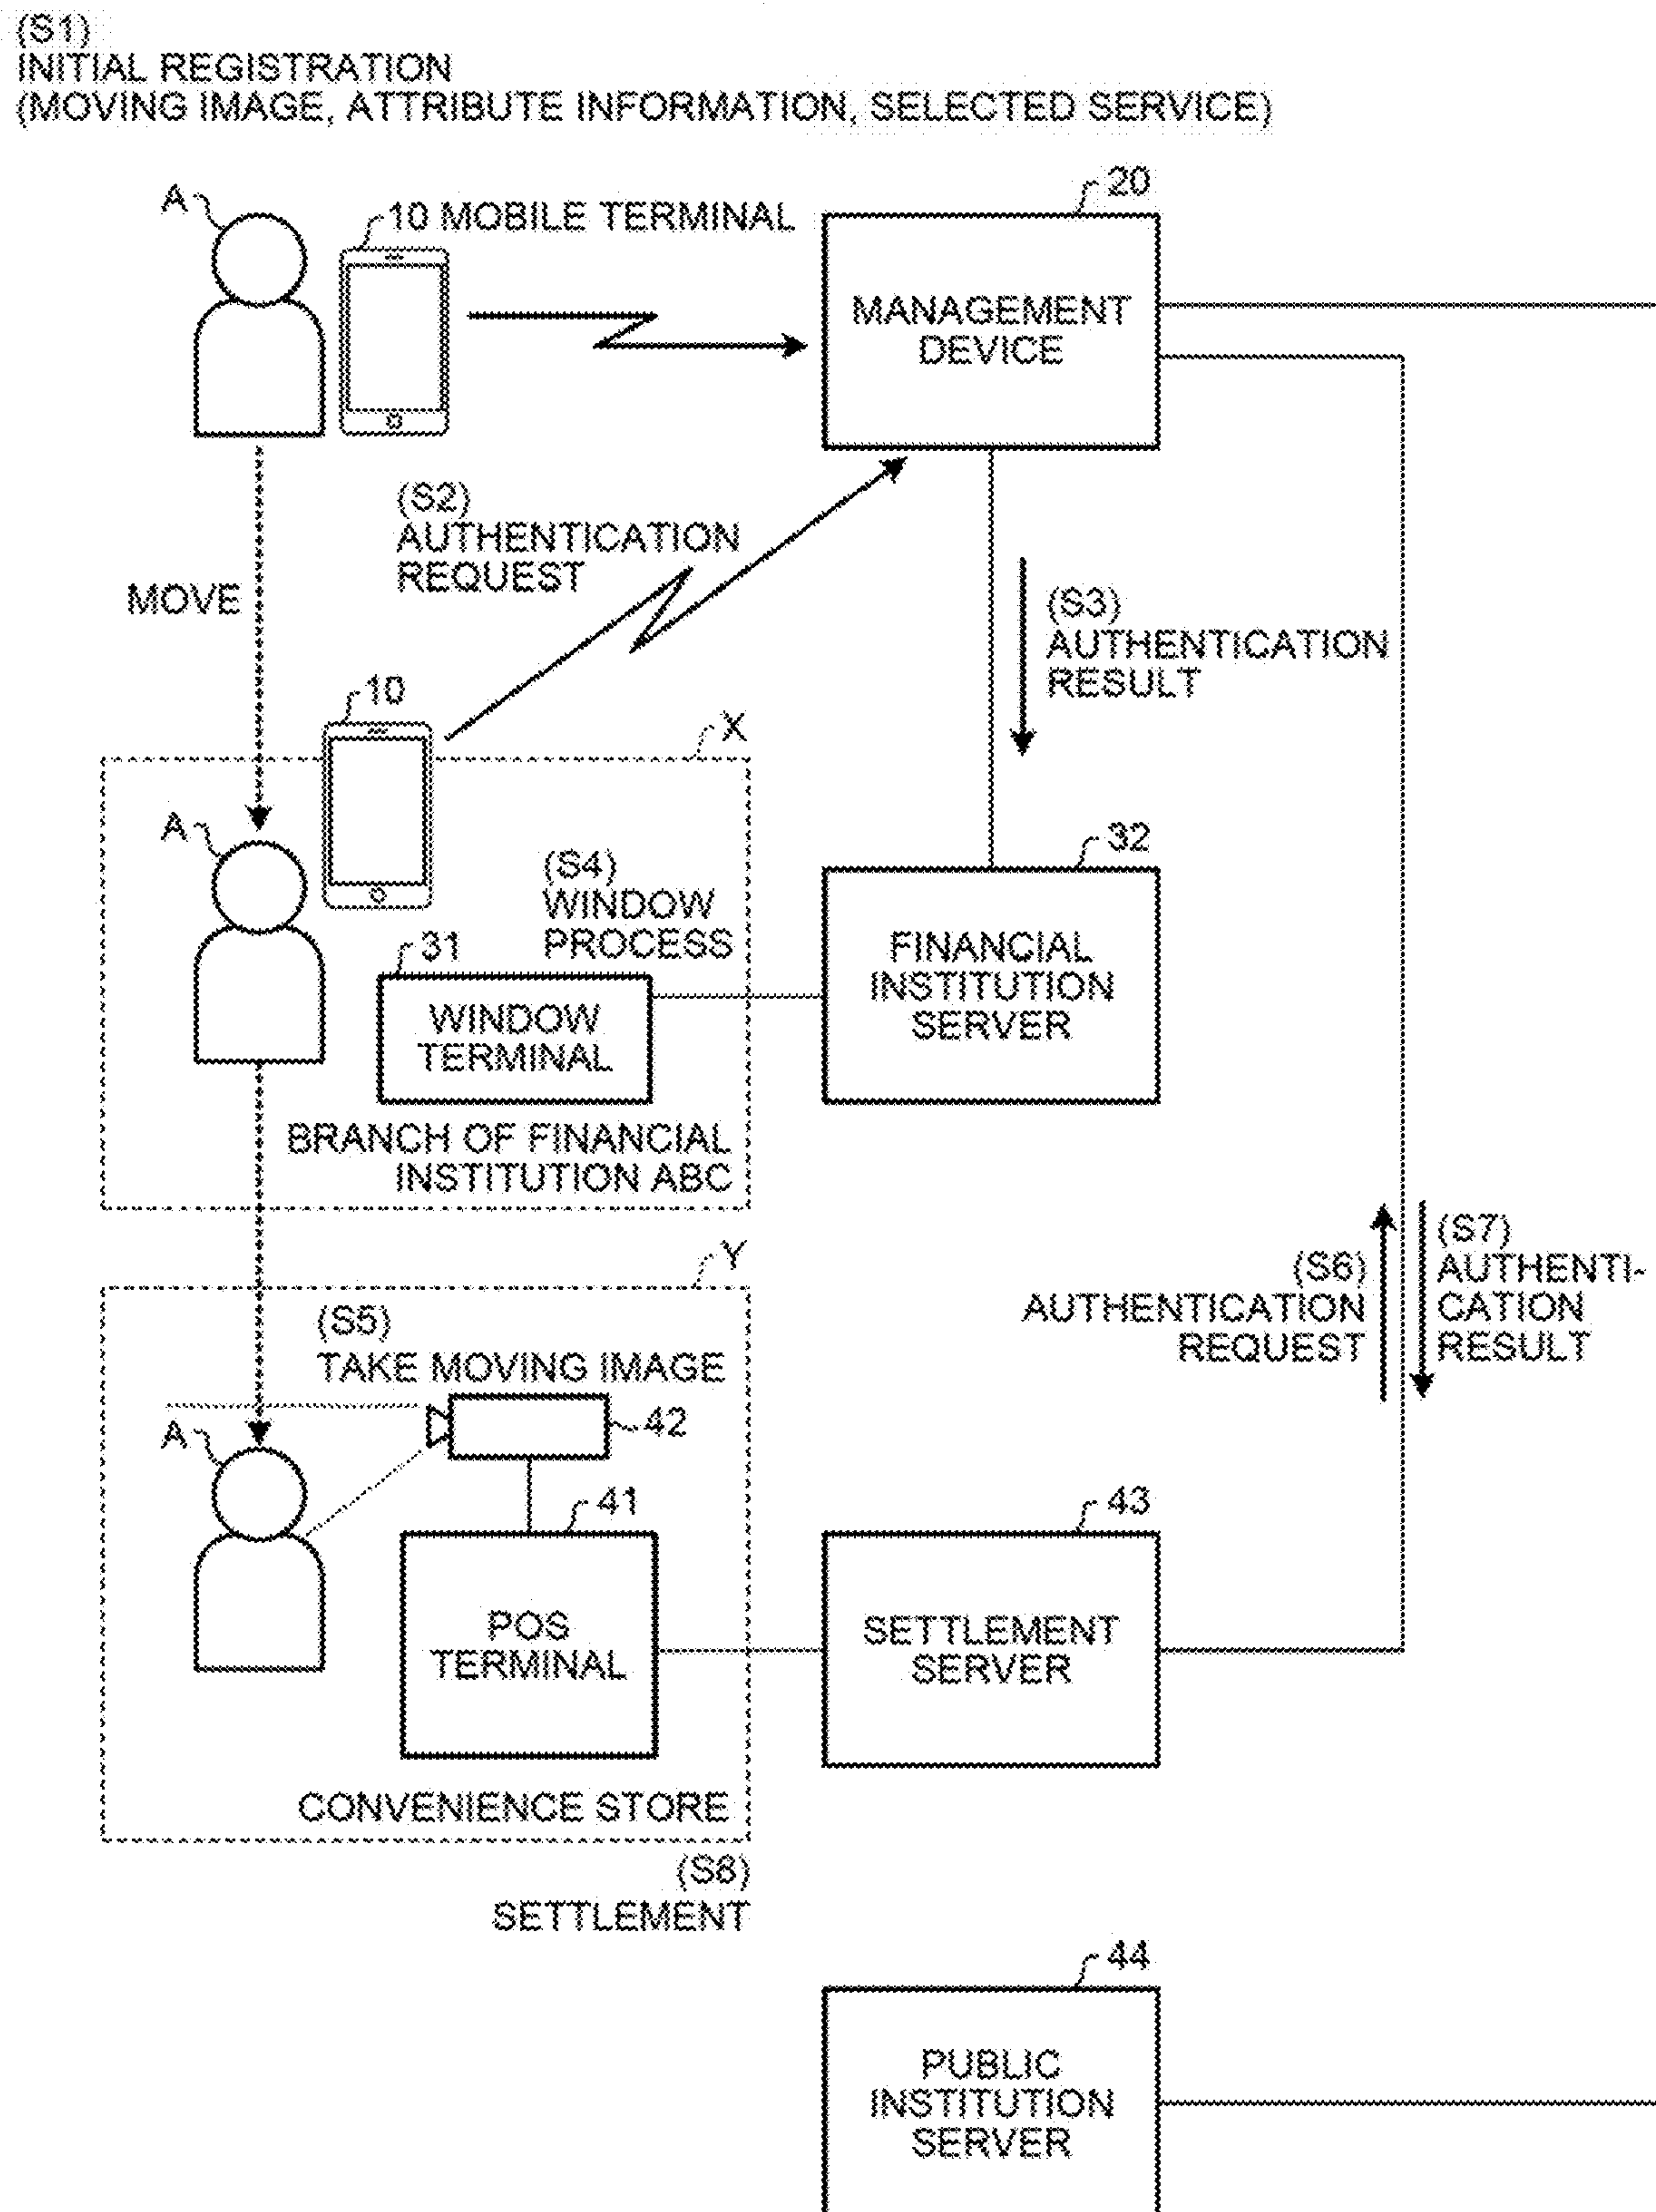 (S1)
INITIAL REGISTRATION
(MOVING IMAGE, ATTRIBUTE INFORMATION, SELECTED SERVICE)
A
10 MOBILE TERMINAL
20
MANAGEMENT
DEVICE
(S2)
AUTHENTICATION
REQUEST
MOVE
(S3)
AUTHENTICATION
RESULT
10
X
A
(S4)
WINDOW
PROCESS
31
WINDOW
TERMINAL
32
FINANCIAL
INSTITUTION
SERVER
BRANCH OF FINANCIAL
INSTITUTION ABC
Y
(S6)
AUTHENTICATION
REQUEST
(S7)
AUTHENTI-
CATION
RESULT
(S5)
TAKE MOVING IMAGE
A
42
41
POS
TERMINAL
43
SETTLEMENT
SERVER
CONVENIENCE STORE
(S8)
SETTLEMENT
44
PUBLIC
INSTITUTION
SERVER